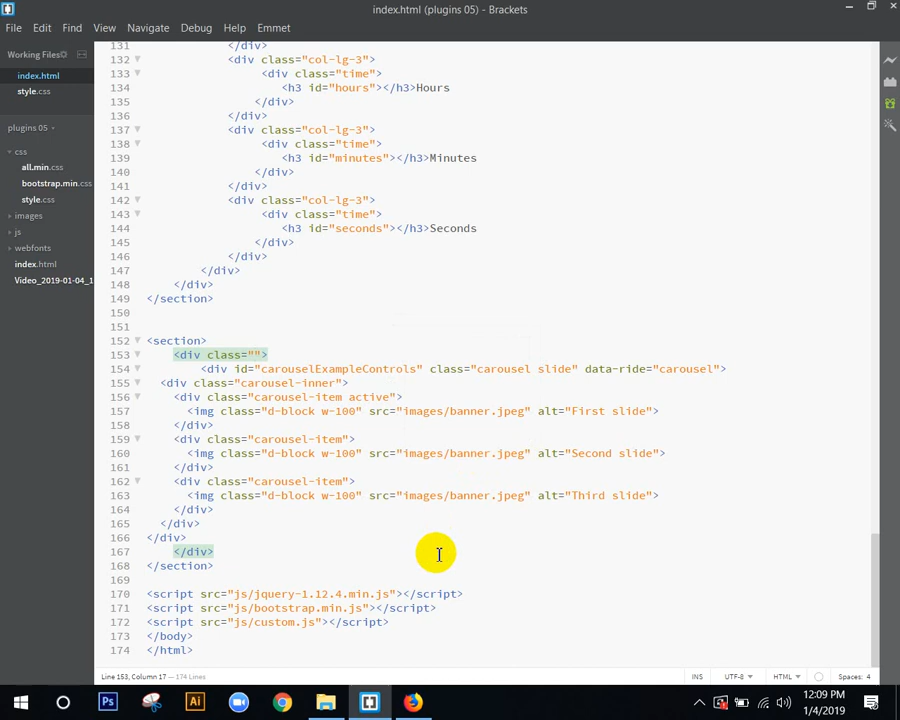 index.html (plugins 05) - Brackets
File Edit Find View Navigate Debug Help Emmet
Working Files
index.html
style.css
plugins 05
css
all.min.css
bootstrap.min.css
style.css
images
js
webfonts
index.html
Video_2019-01-04_1
131 </div>
132 <div class="col-lg-3">
133 <div class="time">
134 <h3 id="hours"></h3>Hours
135 </div>
136 </div>
137 <div class="col-lg-3">
138 <div class="time">
139 <h3 id="minutes"></h3>Minutes
140 </div>
141 </div>
142 <div class="col-lg-3">
143 <div class="time">
144 <h3 id="seconds"></h3>Seconds
145 </div>
146 </div>
147 </div>
148 </div>
149 </section>
150
151
152 <section>
153 <div class="">
154 <div id="carouselExampleControls" class="carousel slide" data-ride="carousel">
155 <div class="carousel-inner">
156 <div class="carousel-item active">
157 <img class="d-block w-100" src="images/banner.jpeg" alt="First slide">
158 </div>
159 <div class="carousel-item">
160 <img class="d-block w-100" src="images/banner.jpeg" alt="Second slide">
161 </div>
162 <div class="carousel-item">
163 <img class="d-block w-100" src="images/banner.jpeg" alt="Third slide">
164 </div>
165 </div>
166 </div>
167 </div>
168 </section>
169
170 <script src="js/jquery-1.12.4.min.js"></script>
171 <script src="js/bootstrap.min.js"></script>
172 <script src="js/custom.js"></script>
173 </body>
174 </html>
Line 153, Column 17 — 174 Lines
INS UTF-8 HTML Spaces: 4
Ps Ai
12:09 PM
1/4/2019